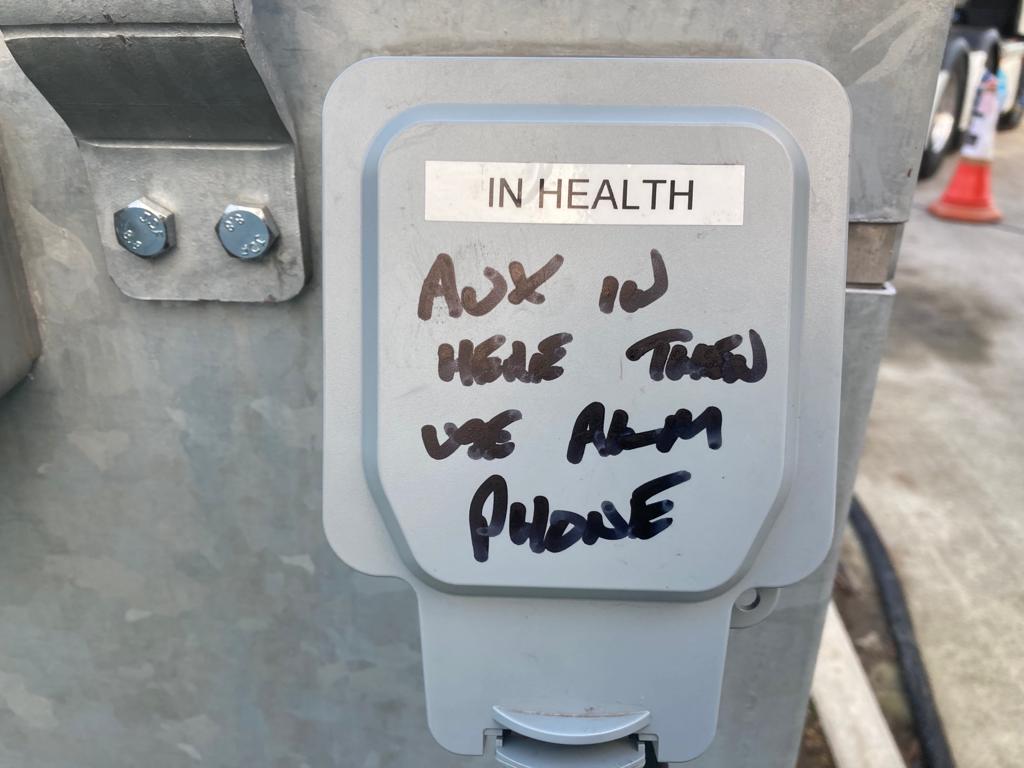 IN HEALTH
AUX IN
HERE THEN
USE ALM
PHONE